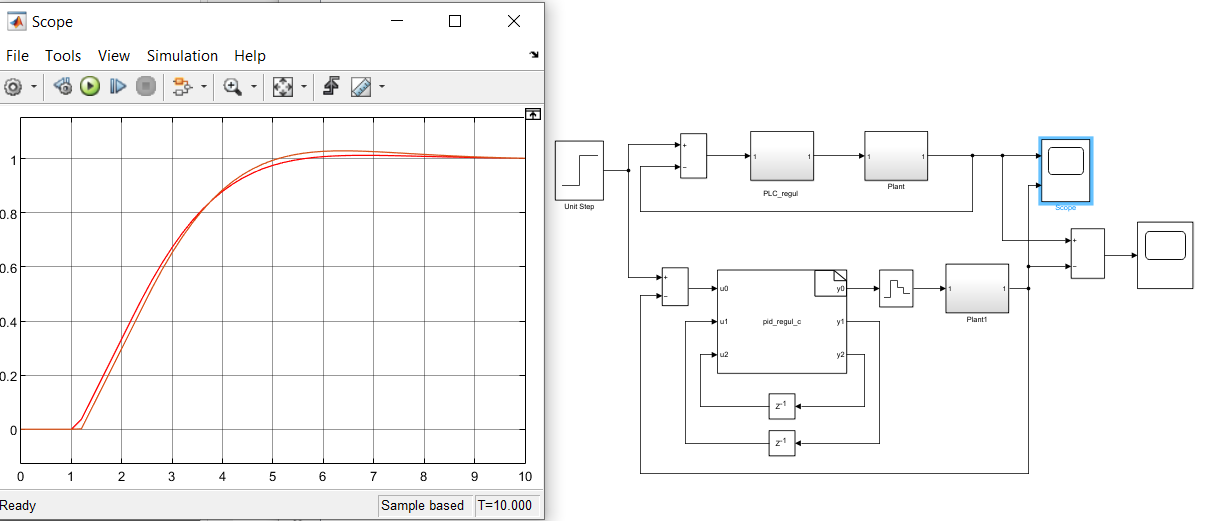 Scope
File Tools View Simulation Help
1
0.8
0.6
0.4
0.2
0
0 1 2 3 4 5 6 7 8 9 10
Ready
Sample based T=10.000
Unit Step
+
−
1 1
PLC_regul
1 1
Plant
Scope
+
−
+
−
u0
u1
u2
pid_regul_c
y0
y1
y2
1 1
Plant1
z-1
z-1